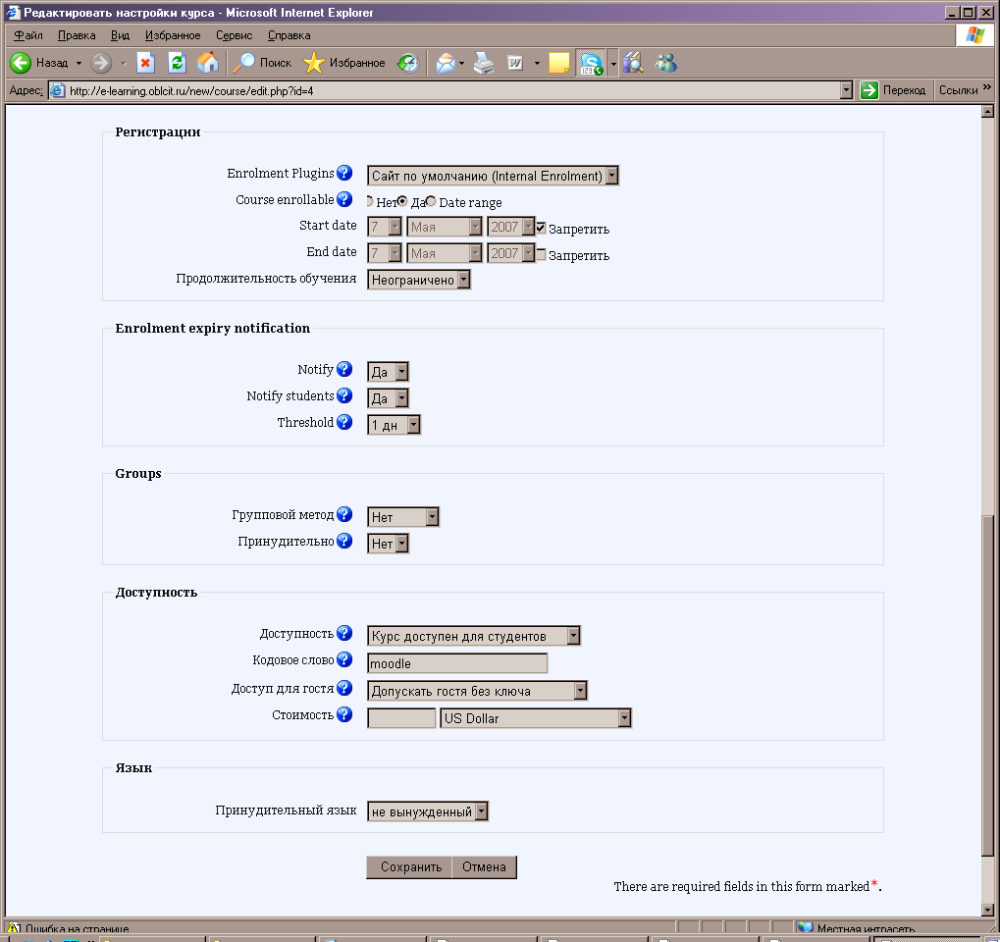 Редактировать настройки курса - Microsoft Internet Explorer
Файл Правка Вид Избранное Сервис Справка
Назад Поиск Избранное
Адрес: http://e-learning.oblcit.ru/new/course/edit.php?id=4 Переход Ссылки »
Регистрации
Enrolment Plugins ? Сайт по умолчанию (Internal Enrolment)
Course enrollable ? Нет Да Date range
Start date 7 Мая 2007 Запретить
End date 7 Мая 2007 Запретить
Продолжительность обучения Неограничено
Enrolment expiry notification
Notify ? Да
Notify students ? Да
Threshold ? 1 дн
Groups
Групповой метод ? Нет
Принудительно ? Нет
Доступность
Доступность ? Курс доступен для студентов
Кодовое слово ? moodle
Доступ для гостя ? Допускать гостя без ключа
Стоимость ? US Dollar
Язык
Принудительный язык не вынужденный
Сохранить Отмена
There are required fields in this form marked*.
Ошибка на странице Местная интрасеть